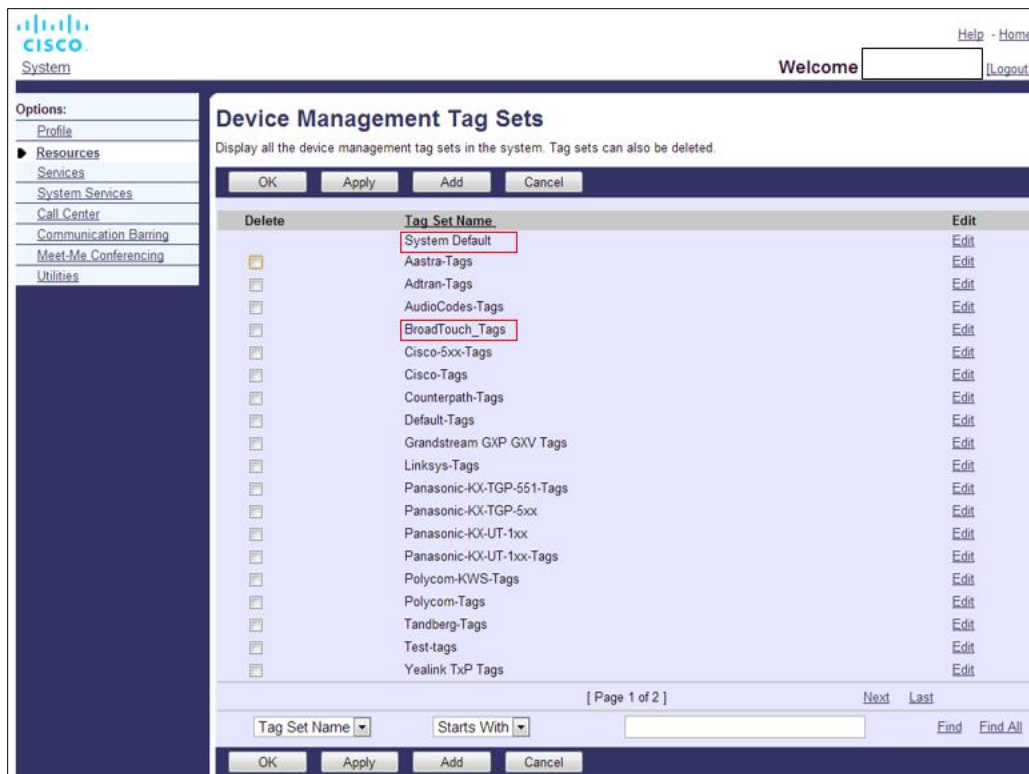 CISCO
Help - Home
System
Welcome [Logout]
Options:
Profile
Resources
Services
System Services
Call Center
Communication Barring
Meet-Me Conferencing
Utilities
Device Management Tag Sets
Display all the device management tag sets in the system. Tag sets can also be deleted.
OK Apply Add Cancel
Delete Tag Set Name Edit
System Default Edit
Aastra-Tags Edit
Adtran-Tags Edit
AudioCodes-Tags Edit
BroadTouch_Tags Edit
Cisco-5xx-Tags Edit
Cisco-Tags Edit
Counterpath-Tags Edit
Default-Tags Edit
Grandstream GXP GXV Tags Edit
Linksys-Tags Edit
Panasonic-KX-TGP-551-Tags Edit
Panasonic-KX-TGP-5xx Edit
Panasonic-KX-UT-1xx Edit
Panasonic-KX-UT-1xx-Tags Edit
Polycom-KWS-Tags Edit
Polycom-Tags Edit
Tandberg-Tags Edit
Test-tags Edit
Yealink TxP Tags Edit
[ Page 1 of 2 ] Next Last
Tag Set Name Starts With Find Find All
OK Apply Add Cancel